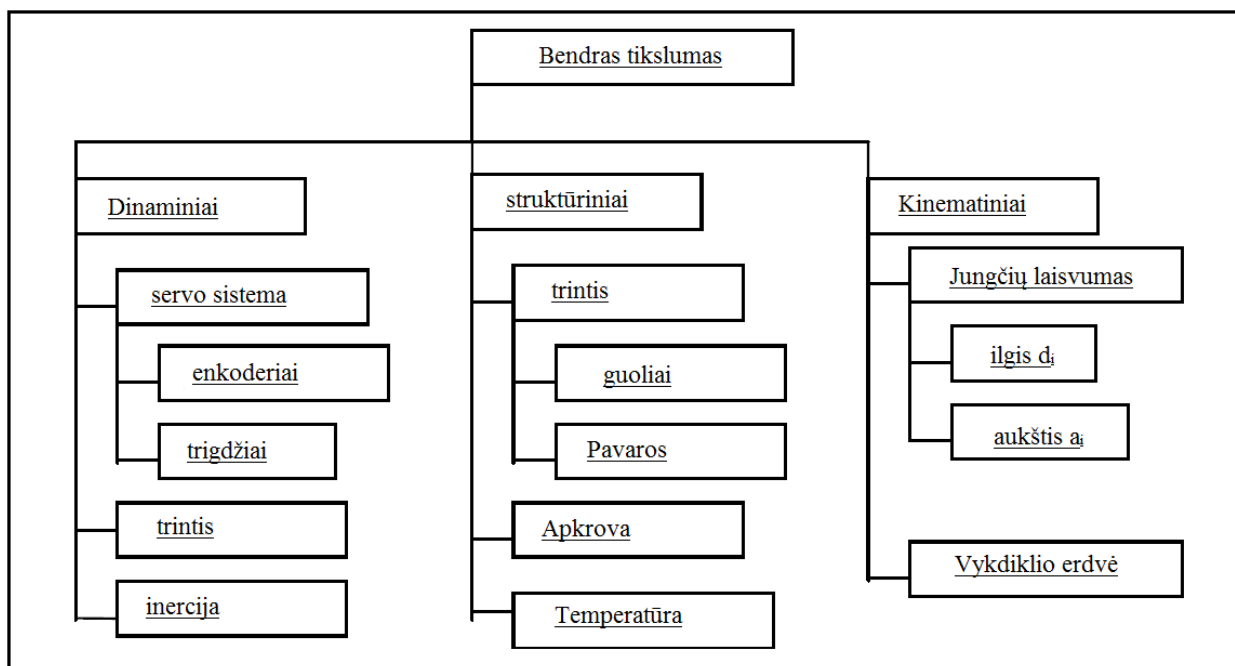 Bendras tikslumas
Dinaminiai
servo sistema
enkoderiai
trigdžiai
trintis
inercija
struktūriniai
trintis
guoliai
Pavaros
Apkrova
Temperatūra
Kinematiniai
Jungčių laisvumas
ilgis dᵢ
aukštis aᵢ
Vykdiklio erdvė